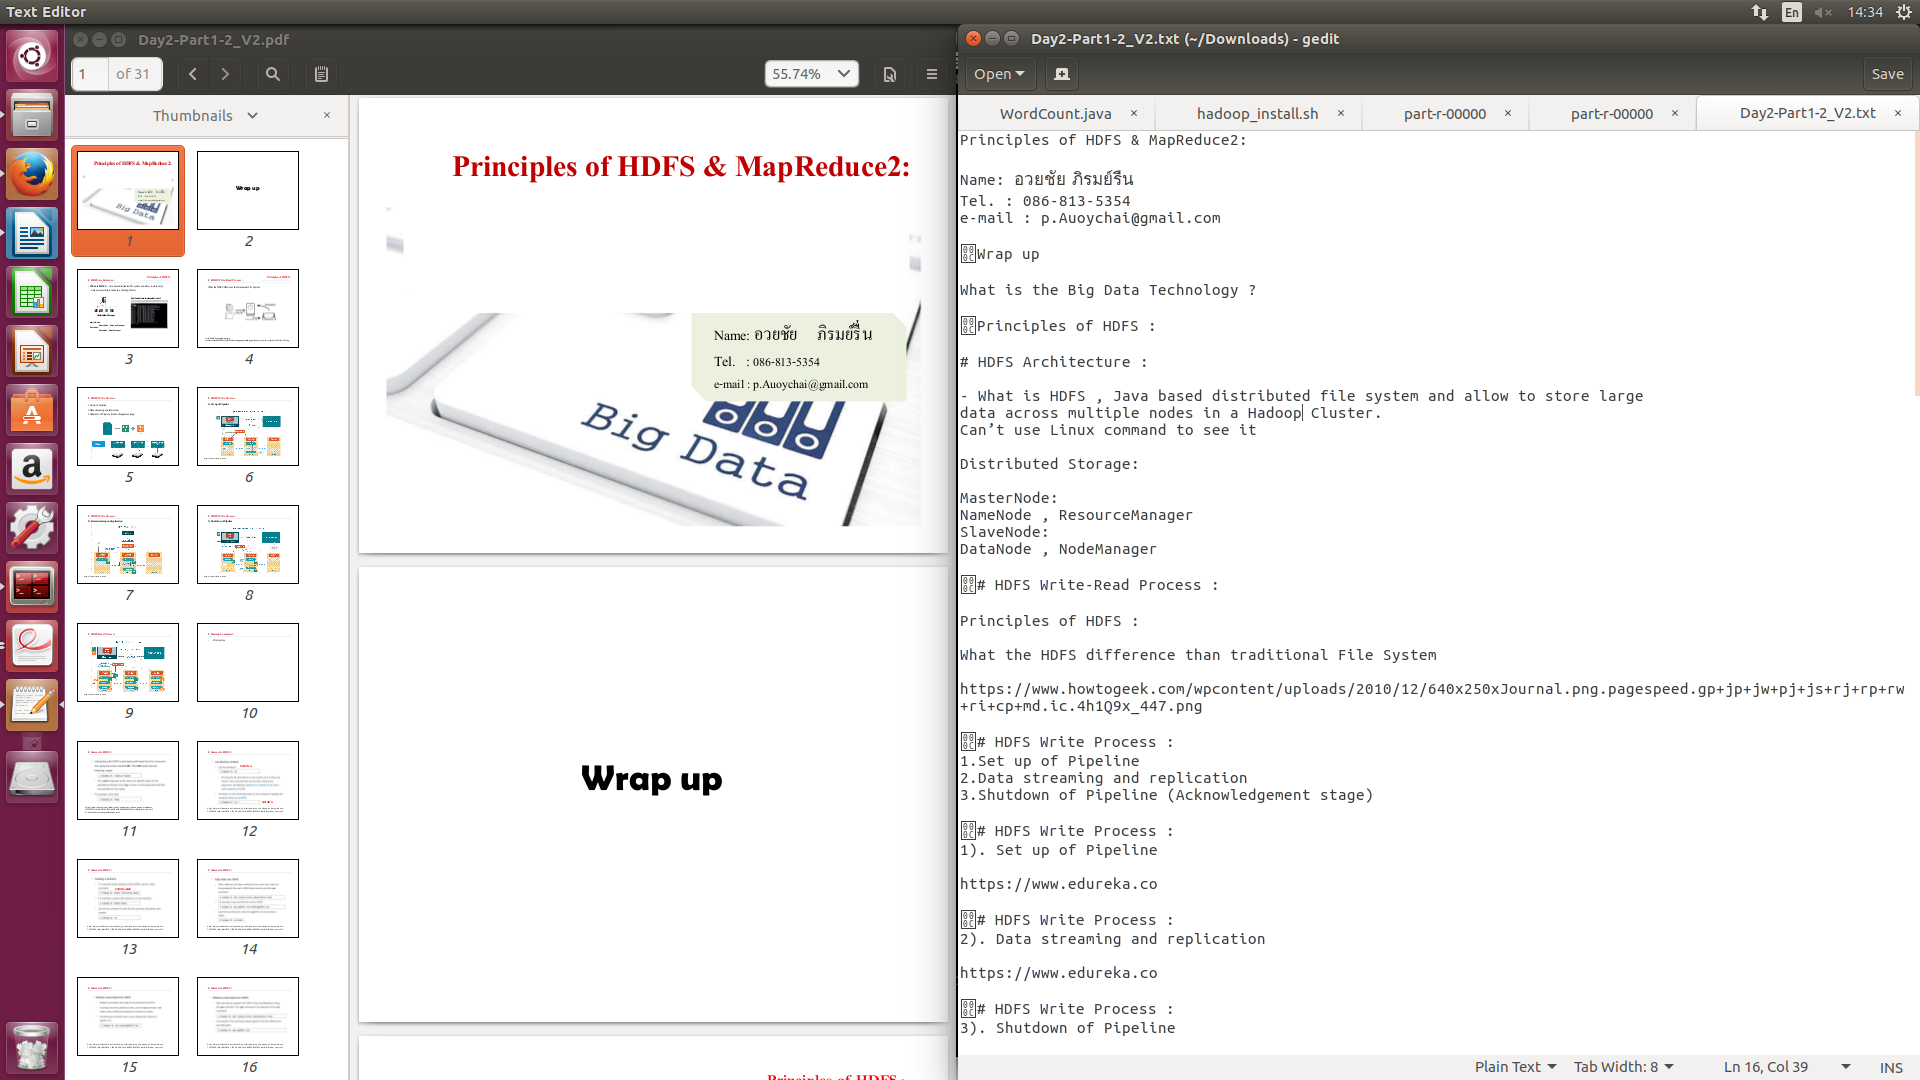 Text Editor
En
14:34
Day2-Part1-2_V2.pdf
1 of 31
55.74%
Thumbnails
1
2
3
4
5
6
7
8
9
10
11
12
13
14
15
16
Principles of HDFS & MapReduce2:
Name: อวยชัย ภิรมย์รื่น
Tel. : 086-813-5354
e-mail : p.Auoychai@gmail.com
Big Data
Wrap up
Principles of HDFS :
Day2-Part1-2_V2.txt (~/Downloads) - gedit
Open
Save
WordCount.java
hadoop_install.sh
part-r-00000
part-r-00000
Day2-Part1-2_V2.txt
Principles of HDFS & MapReduce2:
Name: อวยชัย ภิรมย์รื่น
Tel. : 086-813-5354
e-mail : p.Auoychai@gmail.com
Wrap up
What is the Big Data Technology ?
Principles of HDFS :
# HDFS Architecture :
- What is HDFS , Java based distributed file system and allow to store large
data across multiple nodes in a Hadoop Cluster.
Can’t use Linux command to see it
Distributed Storage:
MasterNode:
NameNode , ResourceManager
SlaveNode:
DataNode , NodeManager
# HDFS Write-Read Process :
Principles of HDFS :
What the HDFS difference than traditional File System
https://www.howtogeek.com/wpcontent/uploads/2010/12/640x250xJournal.png.pagespeed.gp+jp+jw+pj+js+rj+rp+rw
+ri+cp+md.ic.4h1Q9x_447.png
# HDFS Write Process :
1.Set up of Pipeline
2.Data streaming and replication
3.Shutdown of Pipeline (Acknowledgement stage)
# HDFS Write Process :
1). Set up of Pipeline
https://www.edureka.co
# HDFS Write Process :
2). Data streaming and replication
https://www.edureka.co
# HDFS Write Process :
3). Shutdown of Pipeline
Plain Text
Tab Width: 8
Ln 16, Col 39
INS